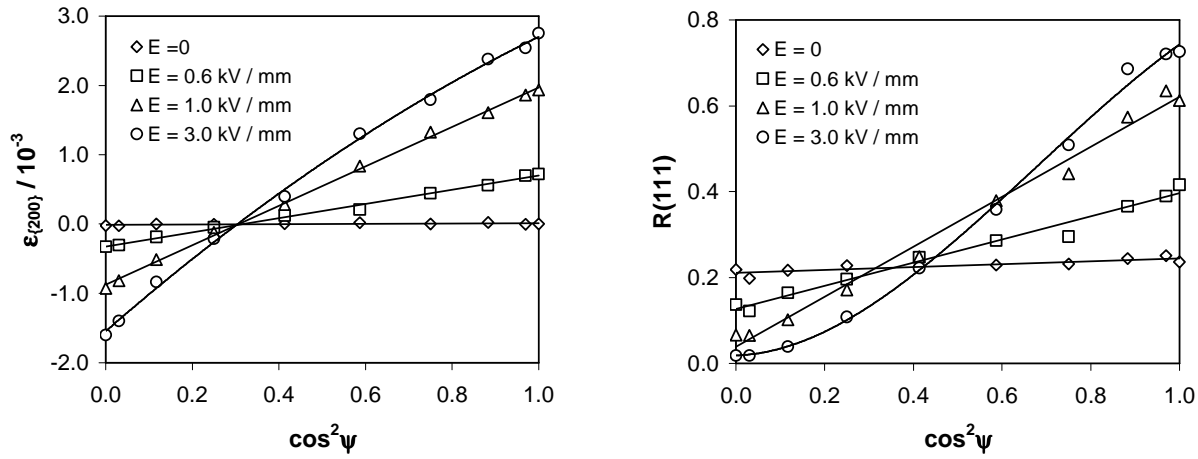 3.0
2.0
1.0
0.0
-1.0
-2.0
ε{200} / 10-3
E =0
E = 0.6 kV / mm
E = 1.0 kV / mm
E = 3.0 kV / mm
0.0 0.2 0.4 0.6 0.8 1.0
cos2ψ
0.8
0.6
0.4
0.2
0.0
R(111)
E = 0
E = 0.6 kV / mm
E = 1.0 kV / mm
E = 3.0 kV / mm
0.0 0.2 0.4 0.6 0.8 1.0
cos2ψ